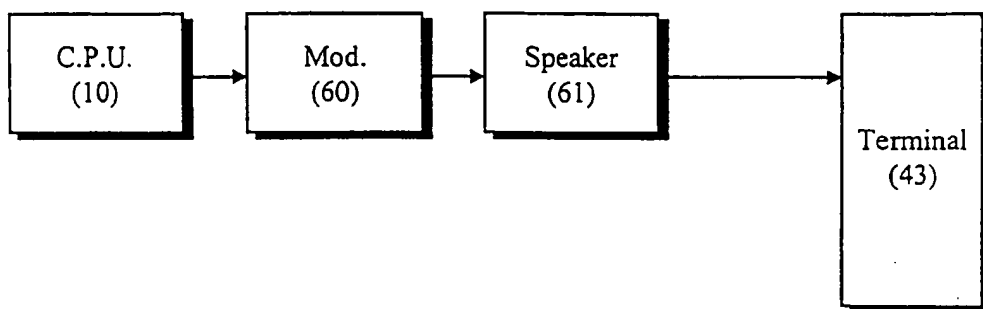 C.P.U.
(10)
Mod.
(60)
Speaker
(61)
Terminal
(43)